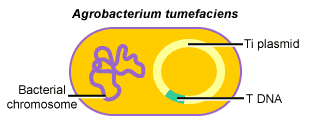 Agrobacterium tumefaciens
Ti plasmid
Bacterial
chromosome
T DNA